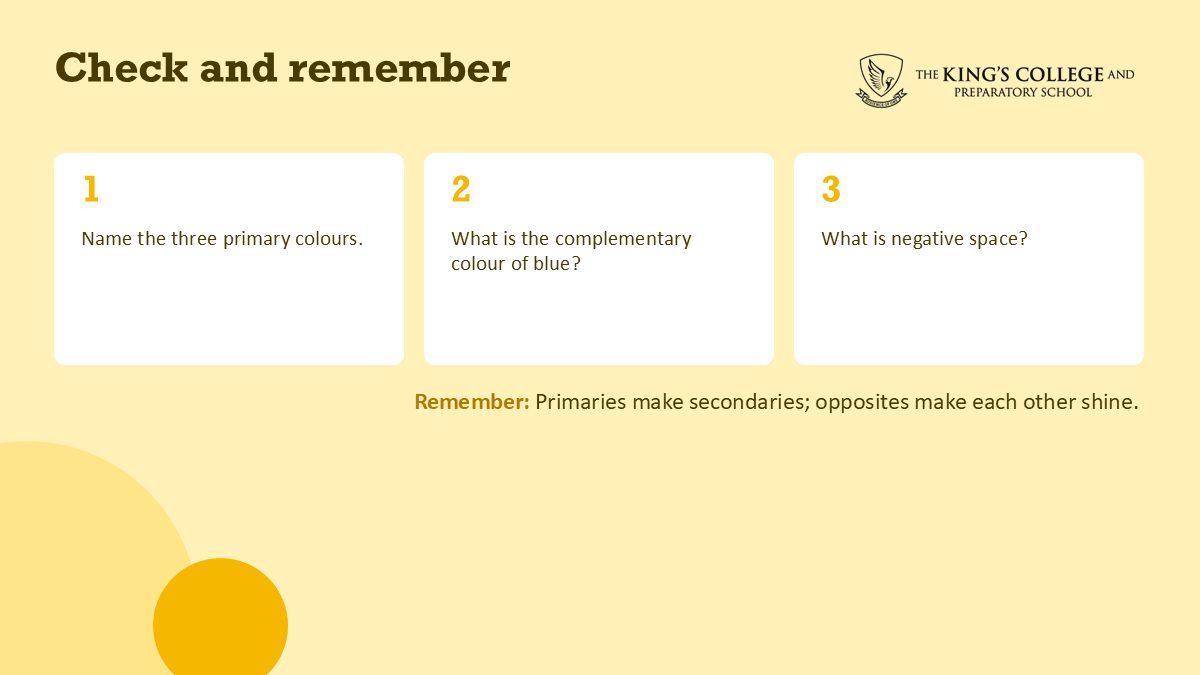 Check and remember
THE KING'S COLLEGE AND
PREPARATORY SCHOOL
1
Name the three primary colours.
2
What is the complementary
colour of blue?
3
What is negative space?
Remember: Primaries make secondaries; opposites make each other shine.